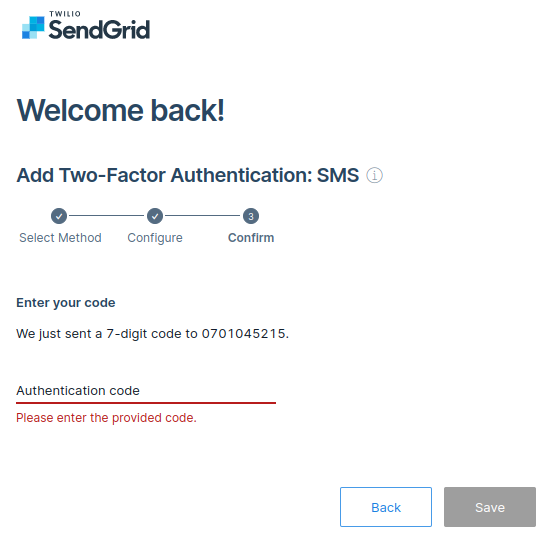 TWILIO
SendGrid
Welcome back!
Add Two-Factor Authentication: SMS
3
Select Method Configure Confirm
Enter your code
We just sent a 7-digit code to 0701045215.
Authentication code
Please enter the provided code.
Back Save